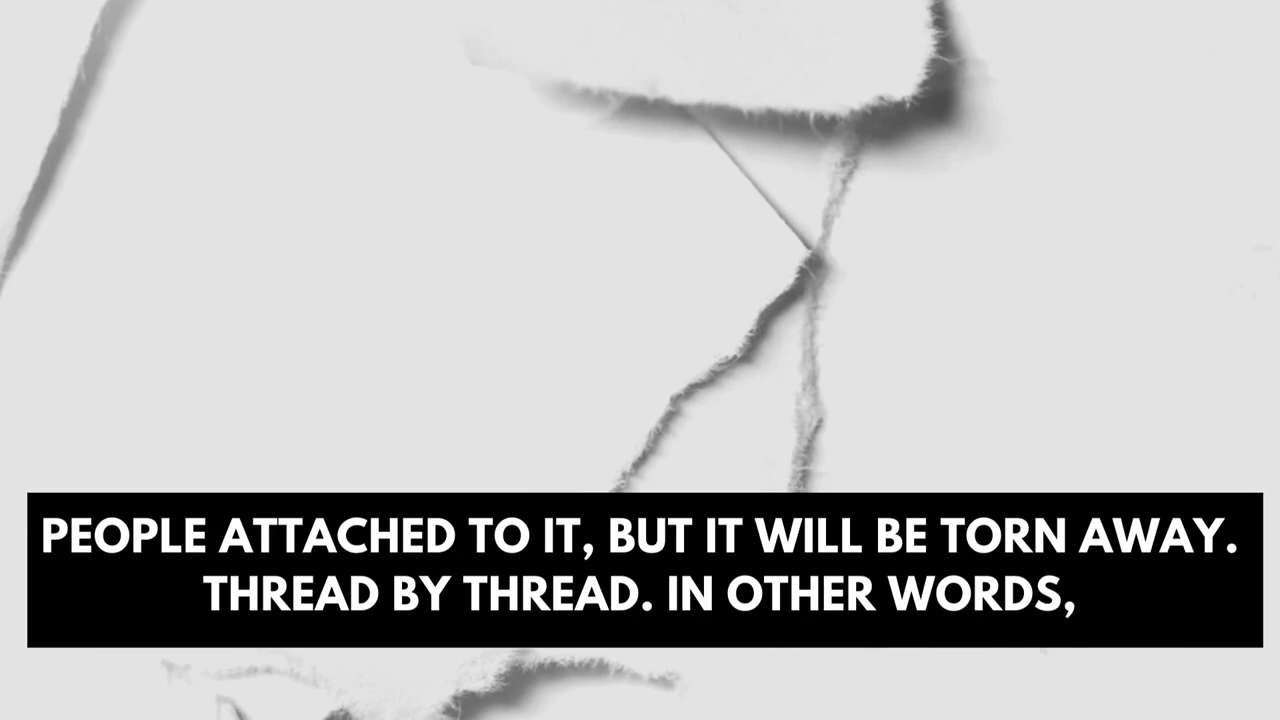 PEOPLE ATTACHED TO IT, BUT IT WILL BE TORN AWAY.
THREAD BY THREAD. IN OTHER WORDS,